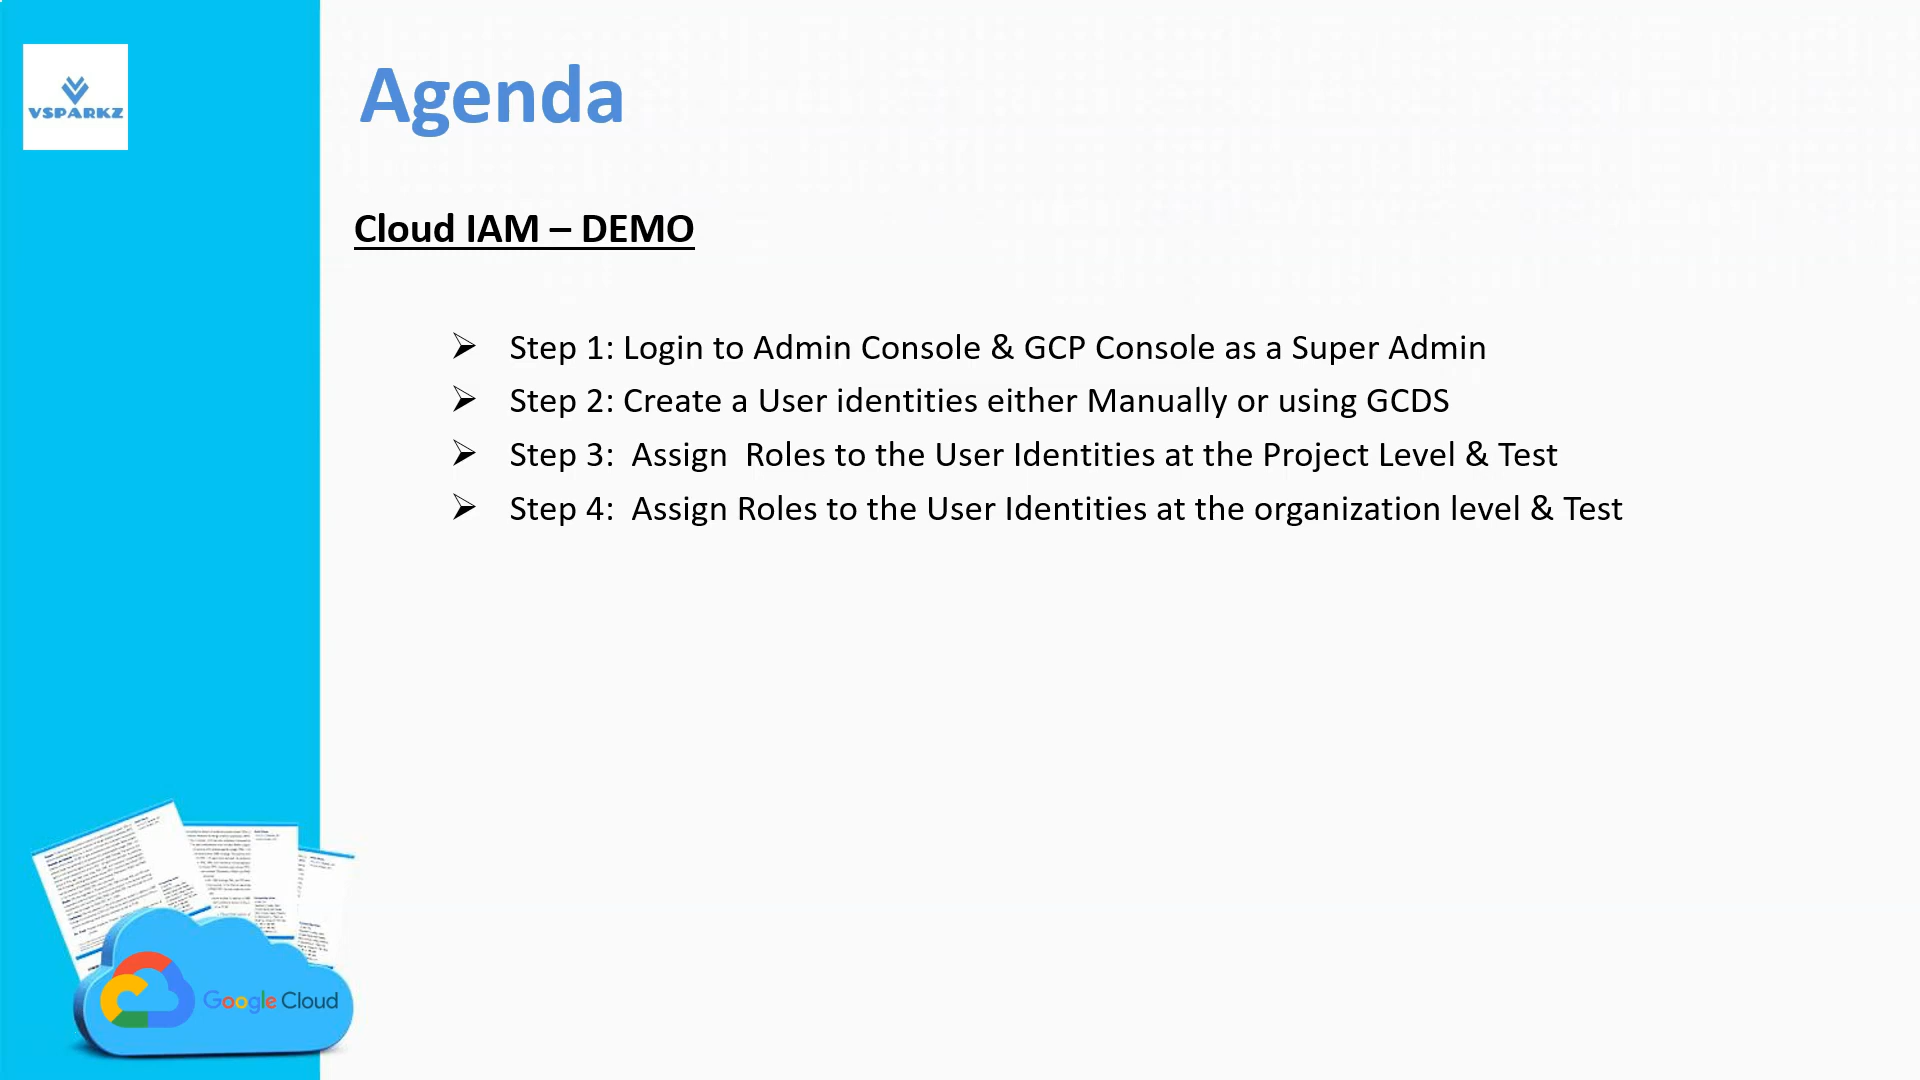 VSPARKZ
Agenda
Cloud IAM – DEMO
Step 1: Login to Admin Console & GCP Console as a Super Admin
Step 2: Create a User identities either Manually or using GCDS
Step 3:  Assign  Roles to the User Identities at the Project Level & Test
Step 4:  Assign Roles to the User Identities at the organization level & Test
Google Cloud